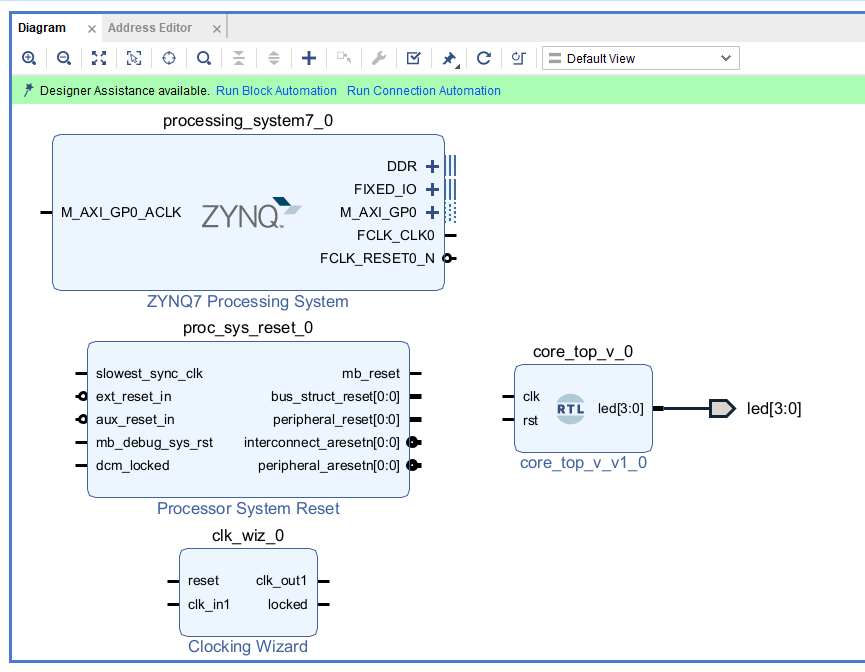 Diagram Address Editor
Default View
Designer Assistance available. Run Block Automation Run Connection Automation
processing_system7_0
DDR
FIXED_IO
M_AXI_GP0_ACLK ZYNQ M_AXI_GP0
FCLK_CLK0
FCLK_RESET0_N
ZYNQ7 Processing System
proc_sys_reset_0
slowest_sync_clk mb_reset
ext_reset_in bus_struct_reset[0:0]
aux_reset_in peripheral_reset[0:0]
mb_debug_sys_rst interconnect_aresetn[0:0]
dcm_locked peripheral_aresetn[0:0]
Processor System Reset
core_top_v_0
clk
rst RTL led[3:0] led[3:0]
core_top_v_v1_0
clk_wiz_0
reset clk_out1
clk_in1 locked
Clocking Wizard